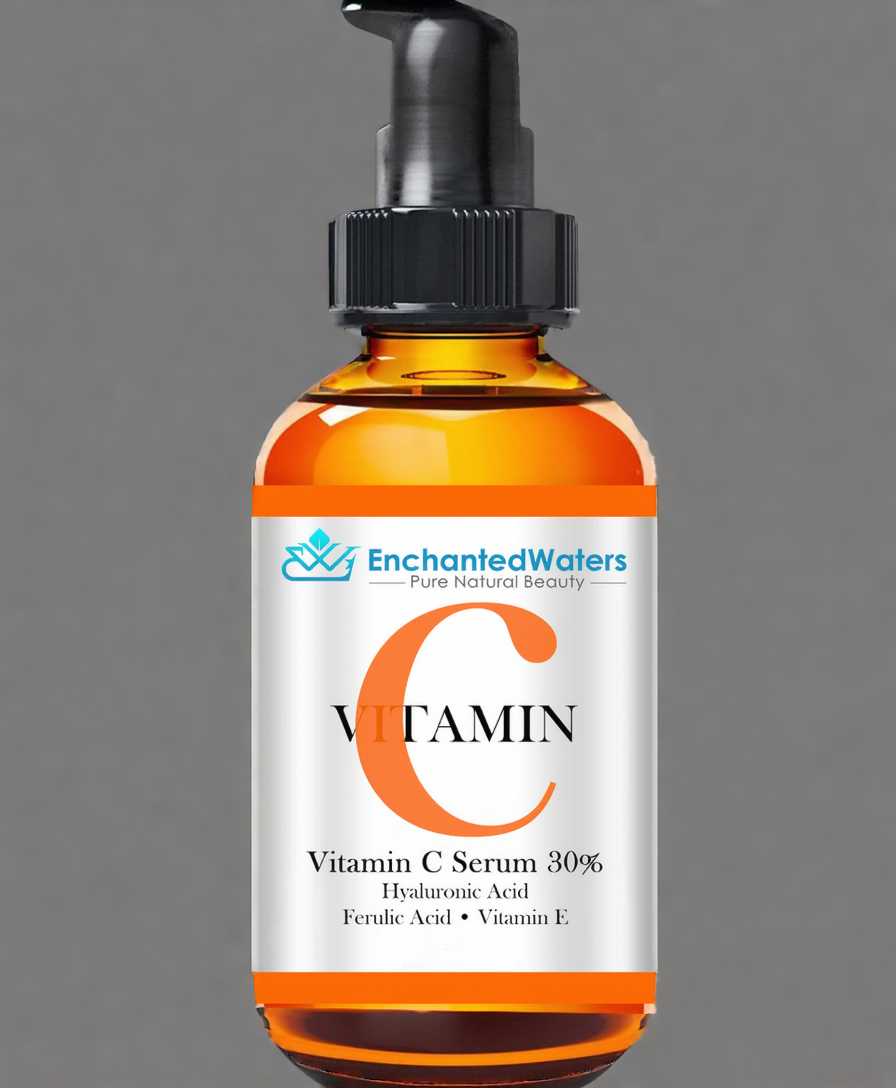 EnchantedWaters
Pure Natural Beauty
C
VITAMIN
Vitamin C Serum 30%
Hyaluronic Acid
Ferulic Acid • Vitamin E